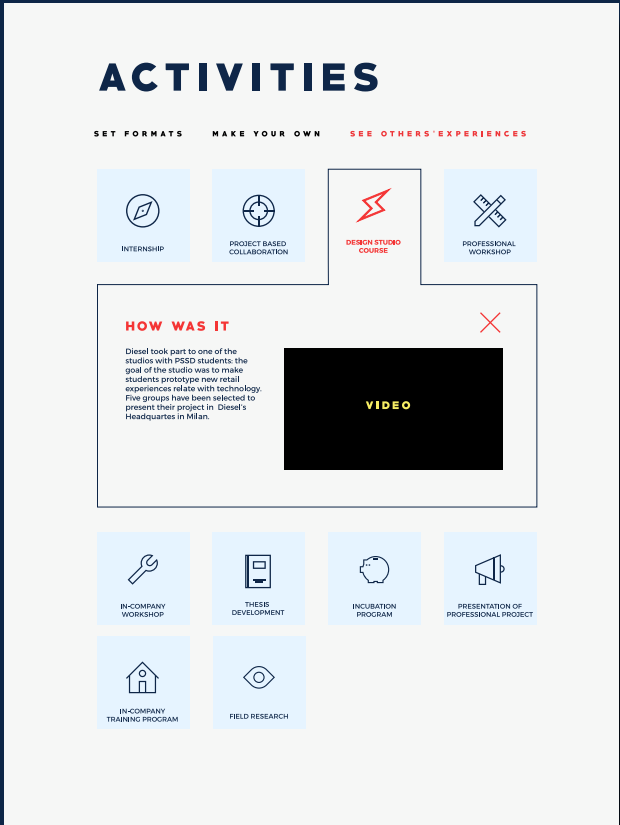 ACTIVITIES
SET FORMATS
MAKE YOUR OWN
SEE OTHERS'EXPERIENCES
INTERNSHIP
PROJECT BASED
COLLABORATION
DESIGN STUDIO
COURSE
PROFESSIONAL
WORKSHOP
HOW WAS IT
Diesel took part to one of the
studios with PSSD students: the
goal of the studio was to make
students prototype new retail
experiences relate with technology.
Five groups have been selected to
present their project in Diesel's
Headquartes in Milan.
VIDEO
IN-COMPANY
WORKSHOP
THESIS
DEVELOPMENT
INCUBATION
PROGRAM
PRESENTATION OF
PROFESSIONAL PROJECT
IN-COMPANY
TRAINING PROGRAM
FIELD RESEARCH